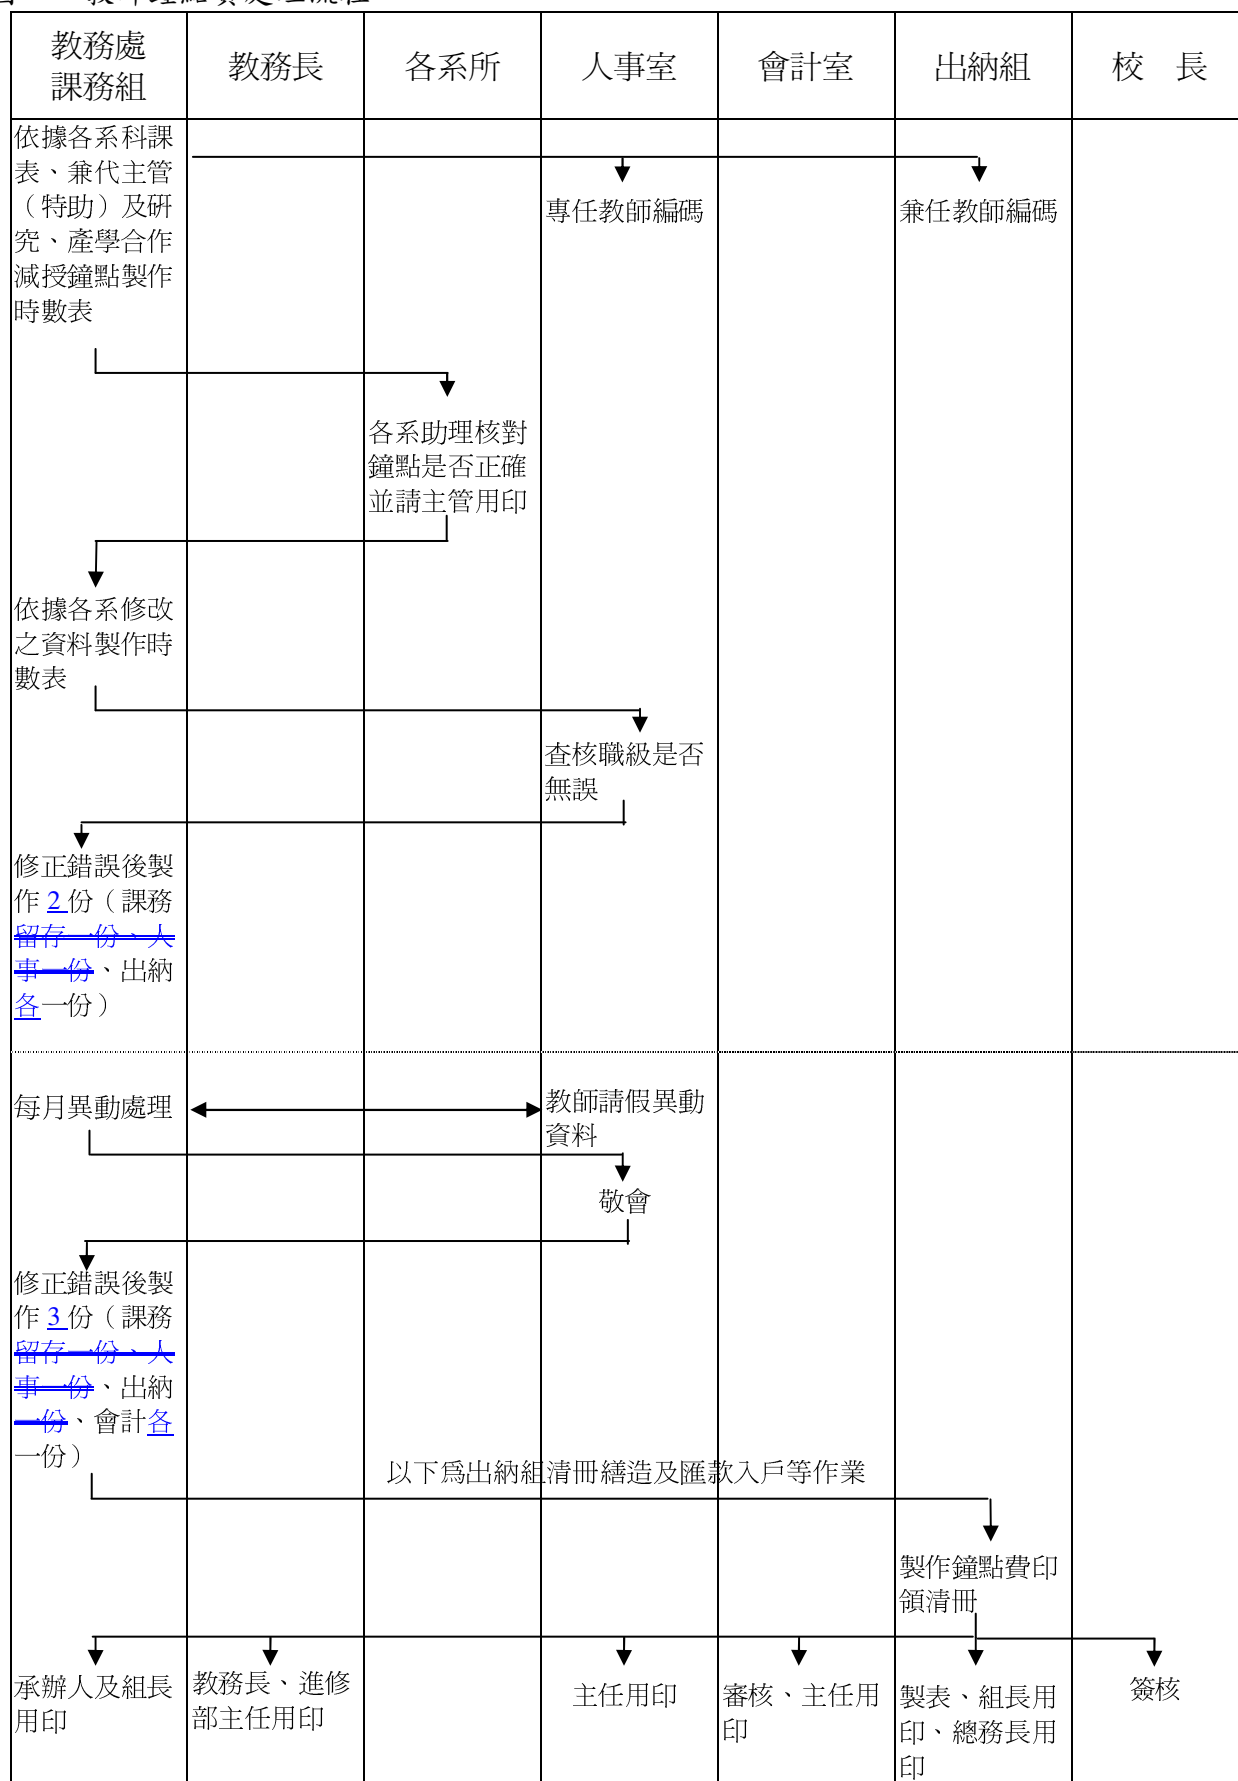 教務處
課務組
教務長
各系所
人事室
會計室
出納組
校 長
依據各系科課
表、兼代主管
（特助）及研
究、產學合作
減授鐘點製作
時數表
專任教師編碼
兼任教師編碼
各系助理核對
鐘點是否正確
並請主管用印
依據各系修改
之資料製作時
數表
查核職級是否
無誤
修正錯誤後製
作 2 份（課務
留存一份、人
事一份、出納
各一份）
每月異動處理
教師請假異動
資料
敬會
修正錯誤後製
作 3 份（課務
留存一份、人
事一份、出納
一份、會計各
一份）
以下為出納組清冊繕造及匯款入戶等作業
製作鐘點費印
領清冊
承辦人及組長
用印
教務長、進修
部主任用印
主任用印
審核、主任用
印
製表、組長用
印、總務長用
印
簽核